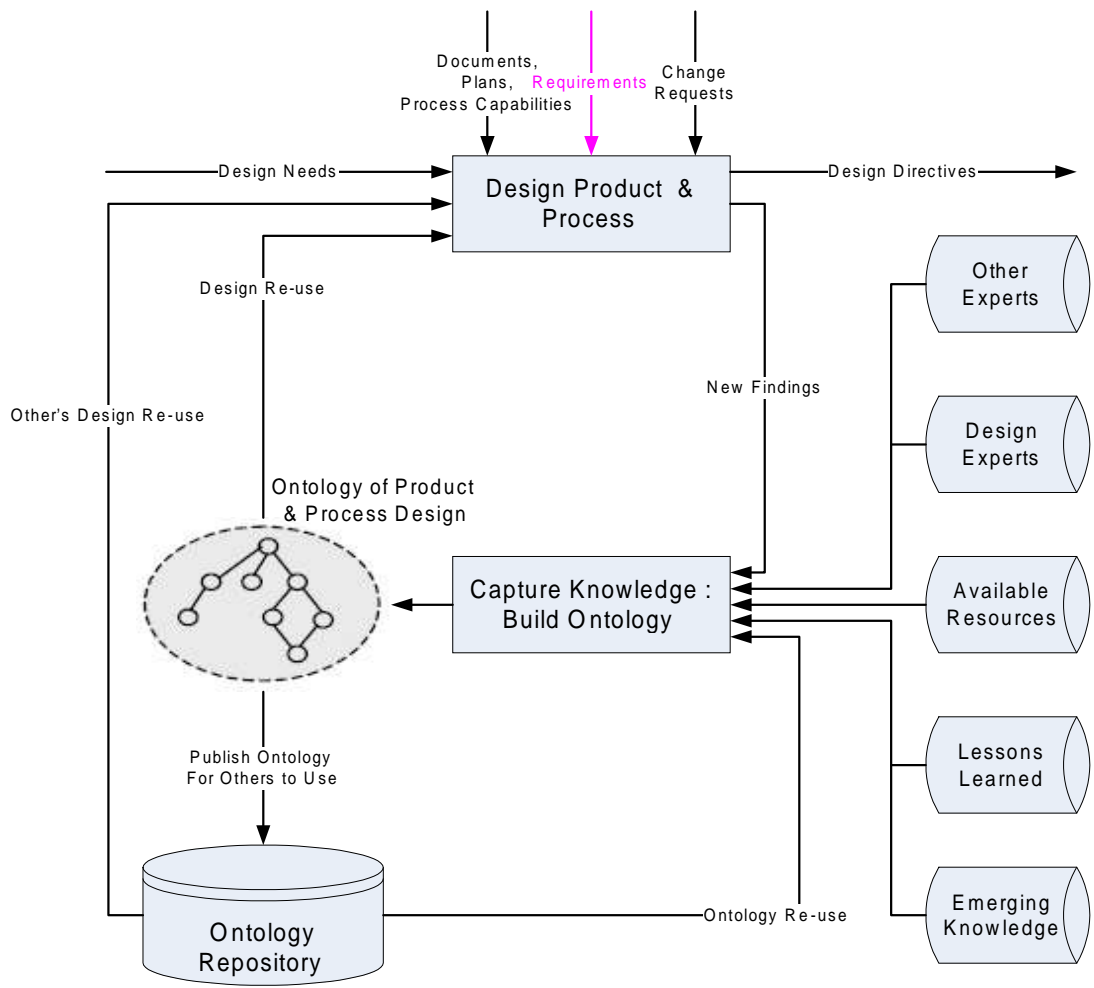 Documents,
Plans,
Process Capabilities
Requirements
Change
Requests
Design Needs
Design Product &
Process
Design Directives
Other
Experts
Design Re-use
New Findings
Other's Design Re-use
Design
Experts
Ontology of Product
& Process Design
Capture Knowledge :
Build Ontology
Available
Resources
Publish Ontology
For Others to Use
Lessons
Learned
Ontology
Repository
Ontology Re-use
Emerging
Knowledge